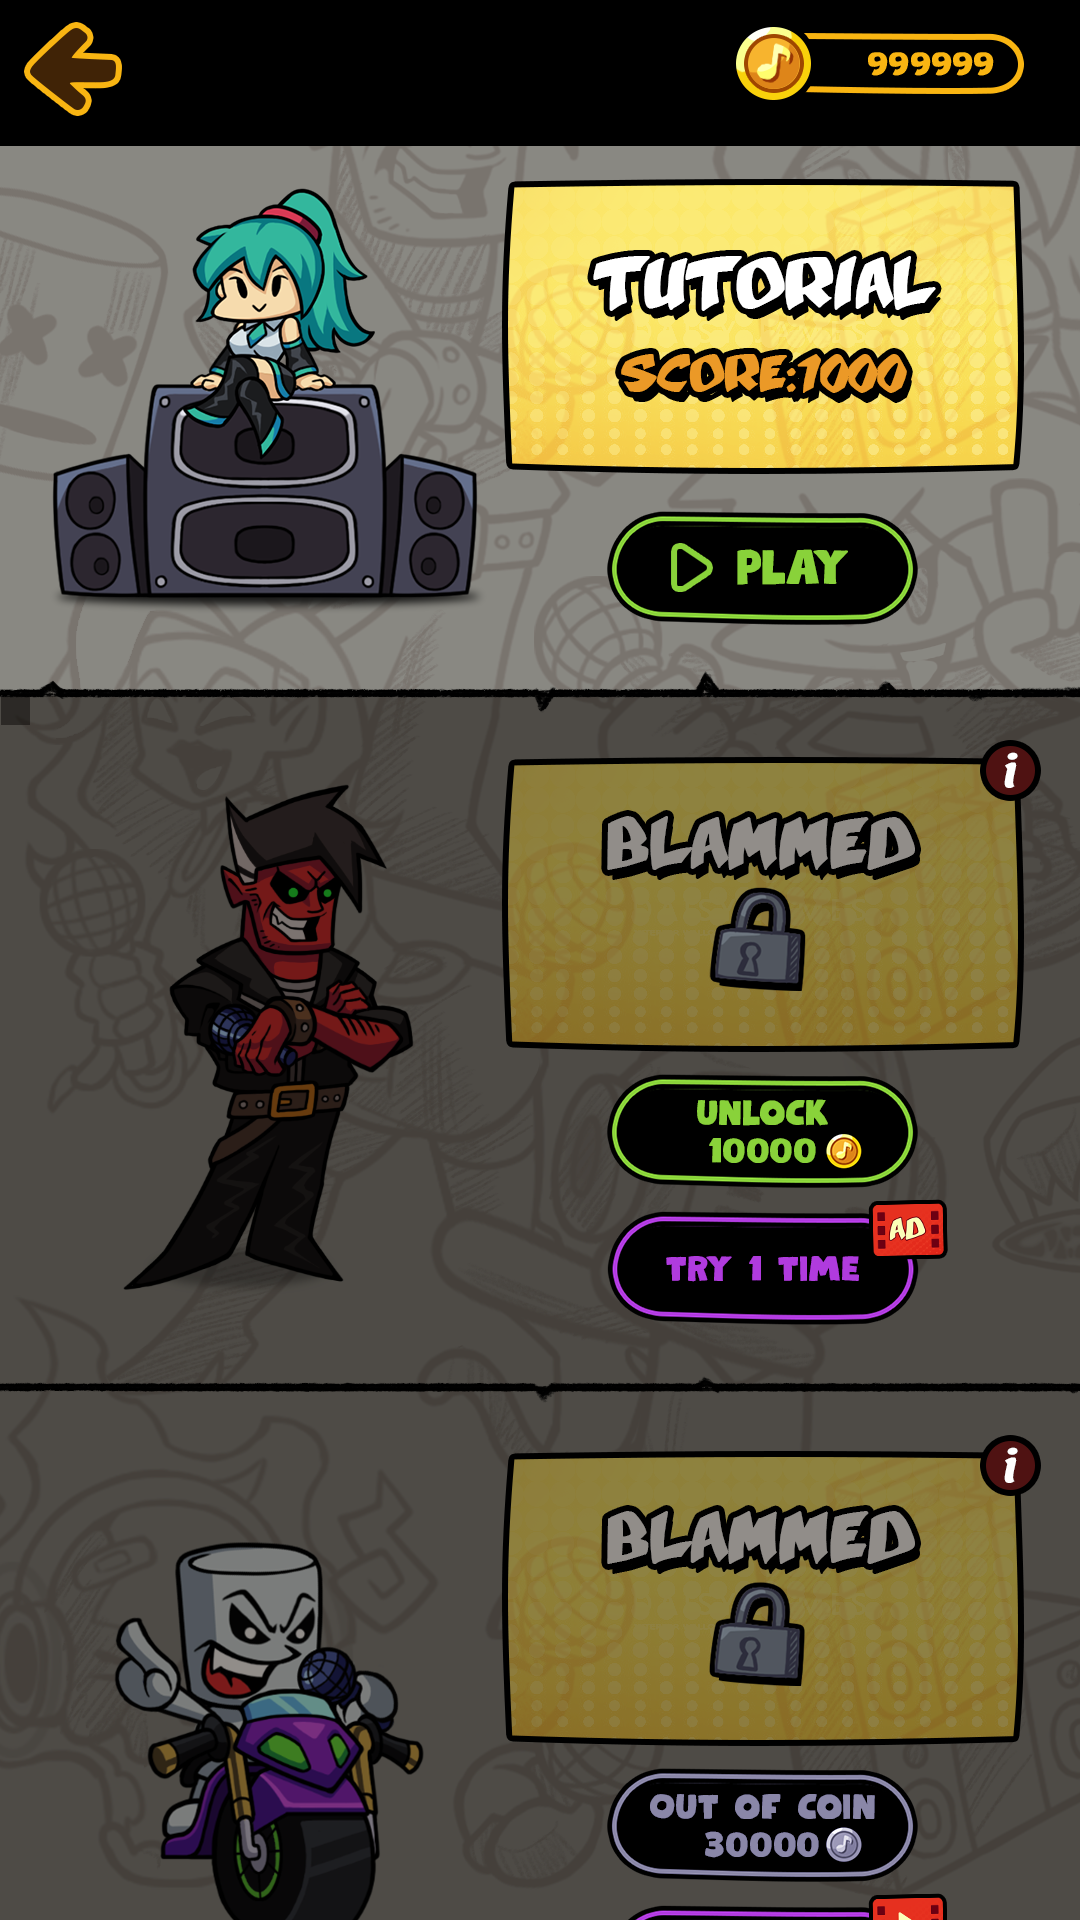 999999
TUTORIAL
SCORE:1000
PLAY
i
BLAMMED
UNLOCK
10000
AD
TRY 1 TIME
i
BLAMMED
OUT OF COIN
30000